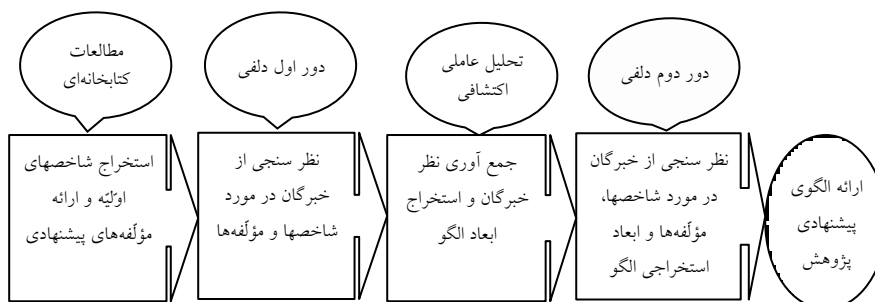 مطالعات
کتابخانه‌ای
دور اول دلفی
تحلیل عاملی
اکتشافی
دور دوم دلفی
استخراج شاخصهای
اوّلیّه و ارائه
مؤلّفه‌های پیشنهادی
نظر سنجی از
خبرگان در مورد
شاخصها و مؤلّفه‌ها
جمع آوری نظر
خبرگان و استخراج
ابعاد الگو
نظر سنجی از خبرگان
در مورد شاخصها،
مؤلّفه‌ها و ابعاد
استخراجی الگو
ارائه الگوی
پیشنهادی
پژوهش